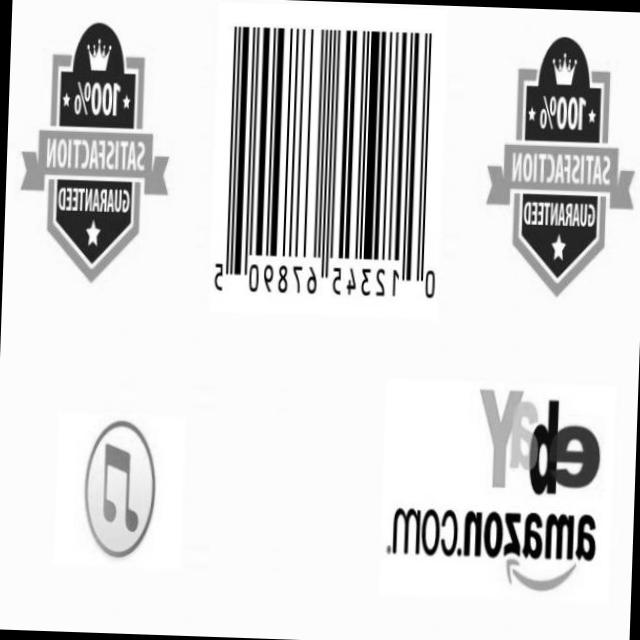 100%
SATISFACTION
GUARANTEED
0 12345 67890 5
100%
SATISFACTION
GUARANTEED
ebaY
amazon.com.